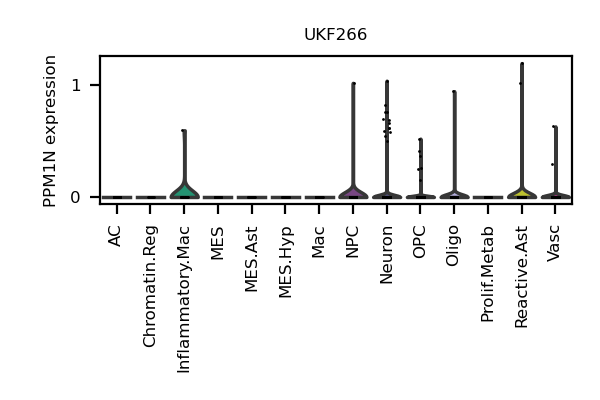 UKF266
PPM1N expression
1
0
AC
Chromatin.Reg
Inflammatory.Mac
MES
MES.Ast
MES.Hyp
Mac
NPC
Neuron
OPC
Oligo
Prolif.Metab
Reactive.Ast
Vasc